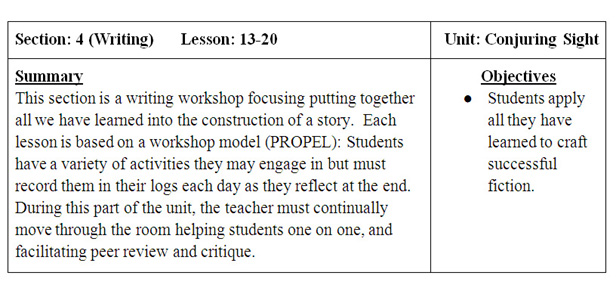 Section: 4 (Writing) Lesson: 13-20
Unit: Conjuring Sight
Summary
This section is a writing workshop focusing putting together
all we have learned into the construction of a story. Each
lesson is based on a workshop model (PROPEL): Students
have a variety of activities they may engage in but must
record them in their logs each day as they reflect at the end.
During this part of the unit, the teacher must continually
move through the room helping students one on one, and
facilitating peer review and critique.
Objectives
● Students apply
all they have
learned to craft
successful
fiction.